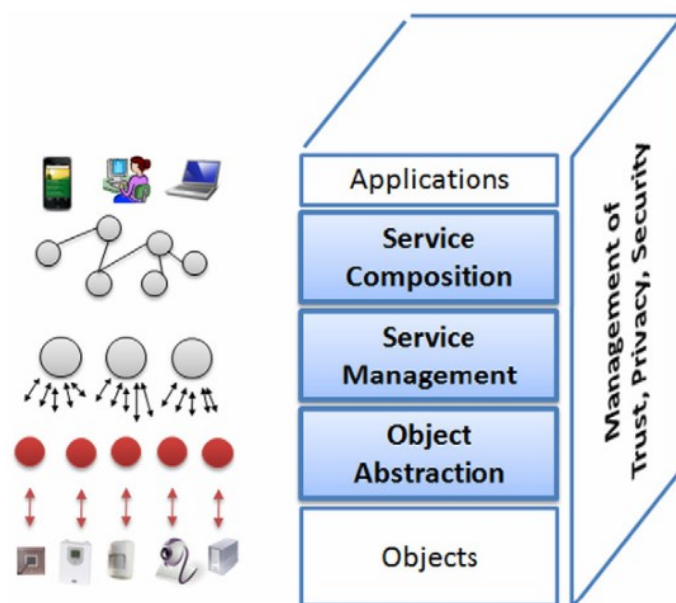 Applications
Service
Composition
Service
Management
Object
Abstraction
Objects
Management of
Trust, Privacy, Security